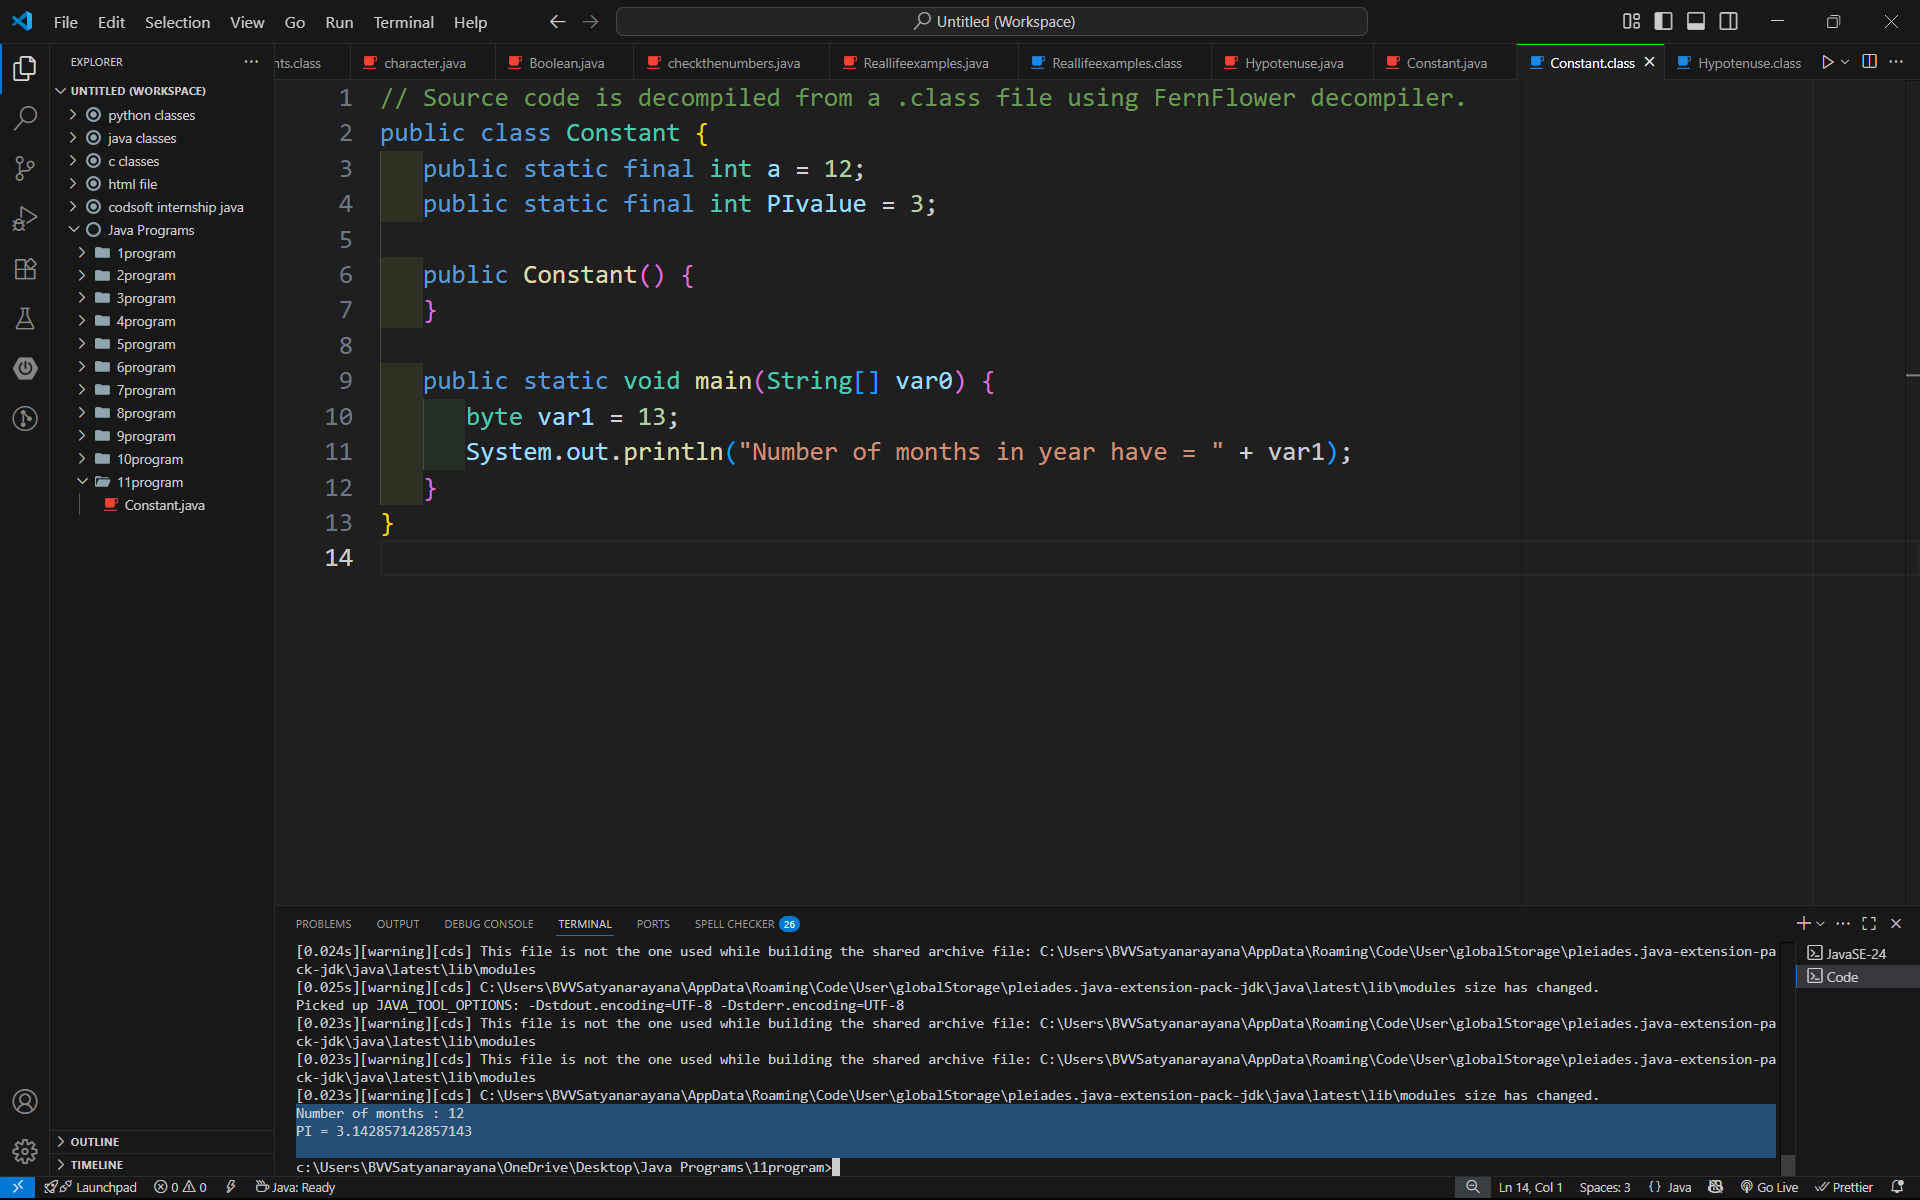 File Edit Selection View Go Run Terminal Help
Untitled (Workspace)
EXPLORER
UNTITLED (WORKSPACE)
python classes
java classes
c classes
html file
codsoft internship java
Java Programs
1program
2program
3program
4program
5program
6program
7program
8program
9program
10program
11program
Constant.java
OUTLINE
TIMELINE
nts.class character.java Boolean.java checkthenumbers.java Reallifeexamples.java Reallifeexamples.class Hypotenuse.java Constant.java Constant.class Hypotenuse.class
1 // Source code is decompiled from a .class file using FernFlower decompiler.
2 public class Constant {
3 public static final int a = 12;
4 public static final int PIvalue = 3;
5
6 public Constant() {
7 }
8
9 public static void main(String[] var0) {
10 byte var1 = 13;
11 System.out.println("Number of months in year have = " + var1);
12 }
13 }
14
PROBLEMS OUTPUT DEBUG CONSOLE TERMINAL PORTS SPELL CHECKER 26
[0.024s][warning][cds] This file is not the one used while building the shared archive file: C:\Users\BVVSatyanarayana\AppData\Roaming\Code\User\globalStorage\pleiades.java-extension-pa
ck-jdk\java\latest\lib\modules
[0.025s][warning][cds] C:\Users\BVVSatyanarayana\AppData\Roaming\Code\User\globalStorage\pleiades.java-extension-pack-jdk\java\latest\lib\modules size has changed.
Picked up JAVA_TOOL_OPTIONS: -Dstdout.encoding=UTF-8 -Dstderr.encoding=UTF-8
[0.023s][warning][cds] This file is not the one used while building the shared archive file: C:\Users\BVVSatyanarayana\AppData\Roaming\Code\User\globalStorage\pleiades.java-extension-pa
ck-jdk\java\latest\lib\modules
[0.023s][warning][cds] This file is not the one used while building the shared archive file: C:\Users\BVVSatyanarayana\AppData\Roaming\Code\User\globalStorage\pleiades.java-extension-pa
ck-jdk\java\latest\lib\modules
[0.023s][warning][cds] C:\Users\BVVSatyanarayana\AppData\Roaming\Code\User\globalStorage\pleiades.java-extension-pack-jdk\java\latest\lib\modules size has changed.
Number of months : 12
PI = 3.142857142857143
c:\Users\BVVSatyanarayana\OneDrive\Desktop\Java Programs\11program>
JavaSE-24
Code
Launchpad 0 0 Java: Ready Ln 14, Col 1 Spaces: 3 {} Java Go Live Prettier